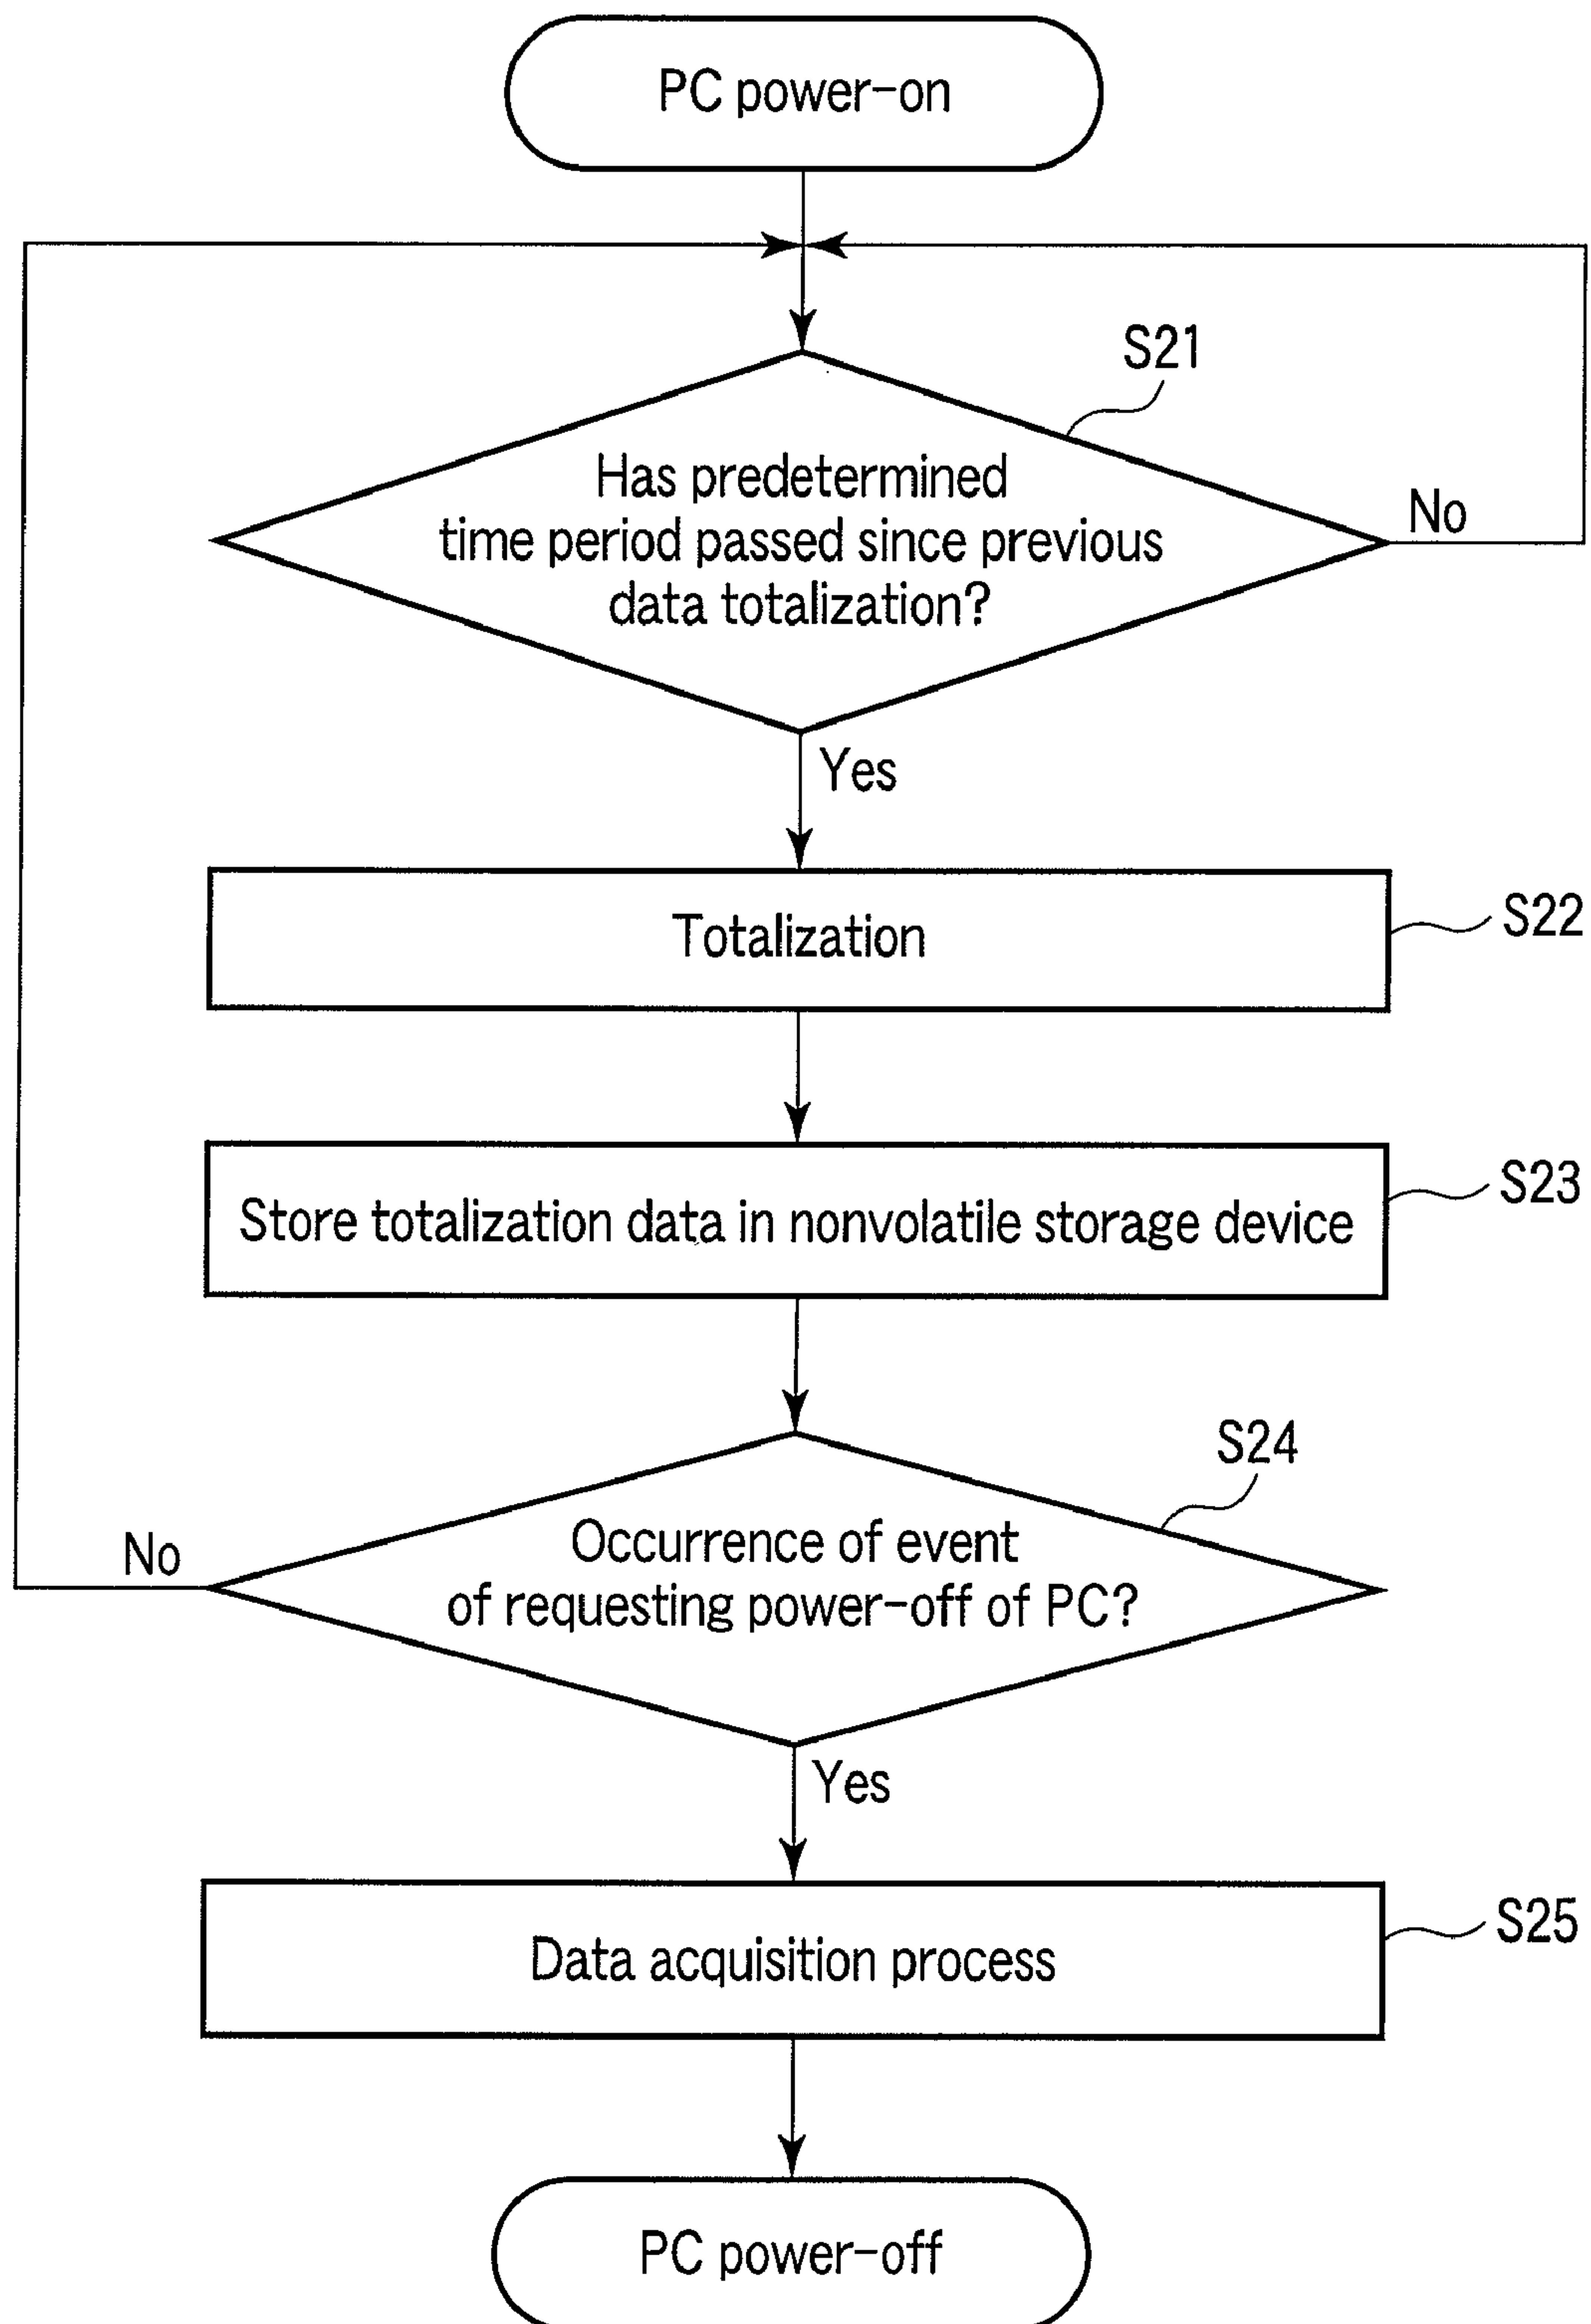 PC power-on
S21
Has predetermined
time period passed since previous
data totalization?
No
Yes
Totalization
S22
Store totalization data in nonvolatile storage device
S23
S24
Occurrence of event
of requesting power-off of PC?
No
Yes
Data acquisition process
S25
PC power-off